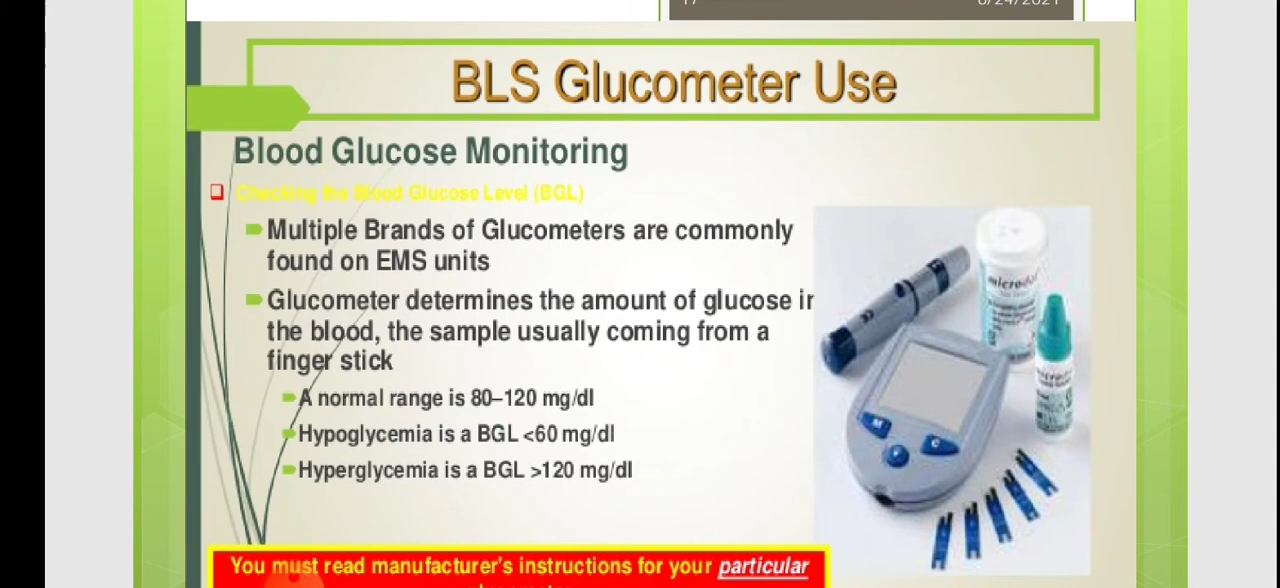 BLS Glucometer Use
Blood Glucose Monitoring
Checking the Blood Glucose Level (BGL)
Multiple Brands of Glucometers are commonly
found on EMS units
Glucometer determines the amount of glucose in
the blood, the sample usually coming from a
finger stick
A normal range is 80–120 mg/dl
Hypoglycemia is a BGL <60 mg/dl
Hyperglycemia is a BGL >120 mg/dl
You must read manufacturer's instructions for your particular
M
C